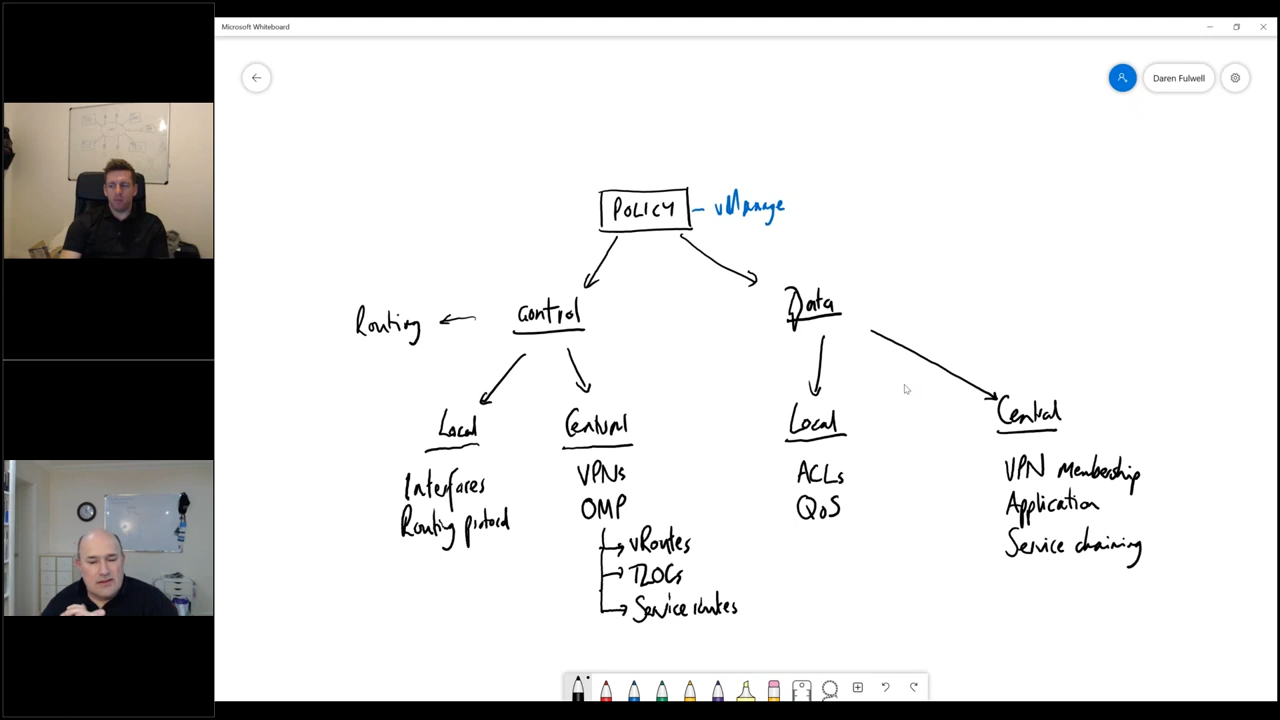 Microsoft Whiteboard
Daren Fulwell
POLICY - vManage
Control
Data
Routing
Local
Central
Local
Central
Interfaces
Routing protocol
VPNs
OMP
vRoutes
TLOCs
Service routes
ACLs
QoS
VPN Membership
Application
Service chaining